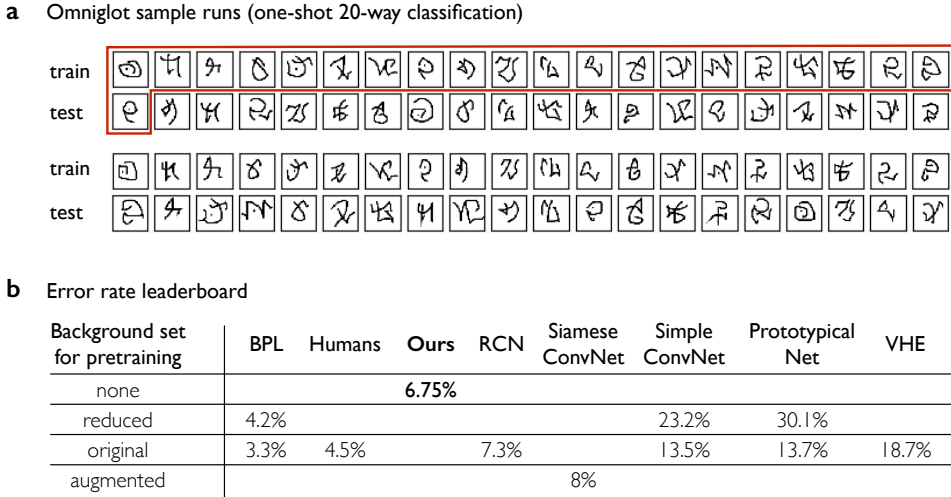 a Omniglot sample runs (one-shot 20-way classification)
train
test
train
test
b Error rate leaderboard
Background set for pretraining BPL Humans Ours RCN Siamese ConvNet Simple ConvNet Prototypical Net VHE
none 6.75%
reduced 4.2% 23.2% 30.1%
original 3.3% 4.5% 7.3% 13.5% 13.7% 18.7%
augmented 8%